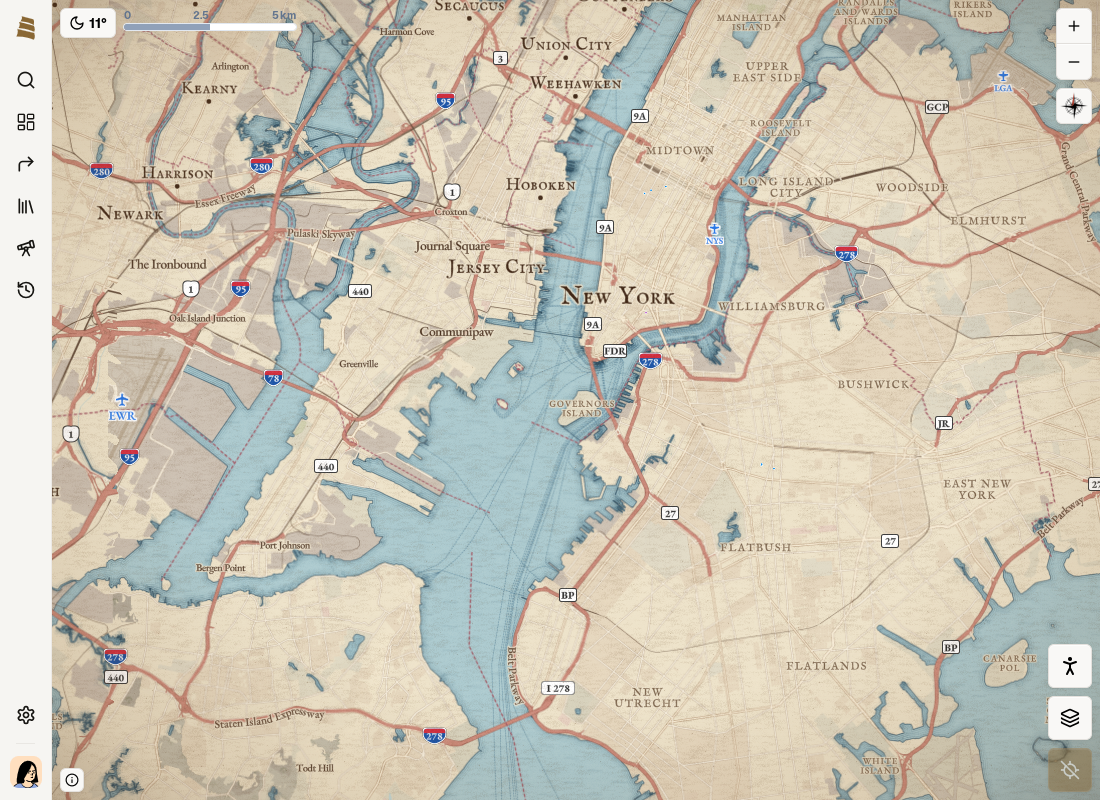 11°
0 2.5 5km
SECAUCUS
Harmon Cove
UNION CITY
3
WEEHAWKEN
Arlington
KEARNY
95
9A
MANHATTAN
ISLAND
RANDALLS
AND WARDS
ISLANDS
RIKERS
ISLAND
UPPER
EAST SIDE
LGA
GCP
ROOSEVELT
ISLAND
MIDTOWN
Grand Central Parkway
280
280
HARRISON
Essex Freeway
NEWARK
1
HOBOKEN
LONG ISLAND
CITY
WOODSIDE
Croxton
Pulaski Skyway
9A
NYS
ELMHURST
Journal Square
JERSEY CITY
278
The Ironbound
1
95
440
NEW YORK
WILLIAMSBURG
Oak Island Junction
Communipaw
9A
FDR
278
Greenville
78
BUSHWICK
EWR
GOVERNORS
ISLAND
JR
1
95
440
EAST NEW
YORK
27
27
27
Belt Parkway
FLATBUSH
Port Johnson
Bergen Point
BP
BP
278
440
Belt Parkway
FLATLANDS
CANARSIE
POL
I 278
NEW
UTRECHT
Staten Island Expressway
278
WHITE
ISLAND
Todt Hill